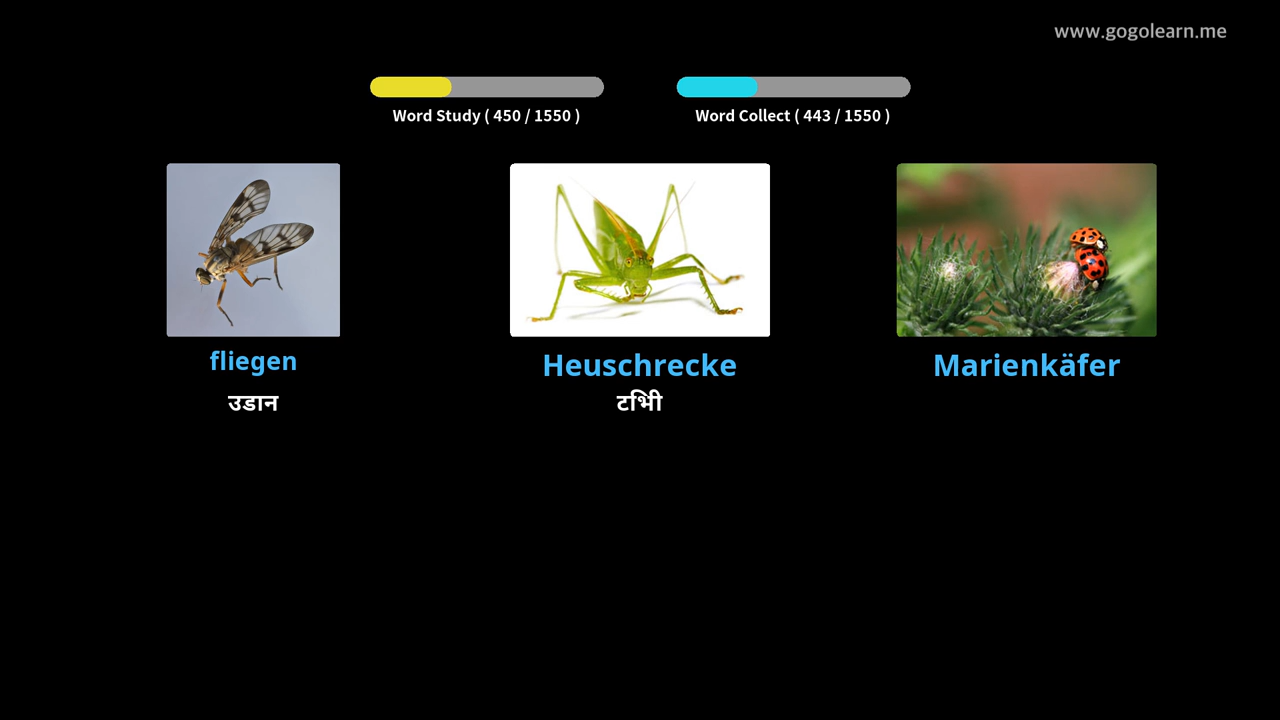 www.gogolearn.me
Word Study ( 450 / 1550 )
Word Collect ( 443 / 1550 )
fliegen
Heuschrecke
Marienkäfer
उडान
टिभी